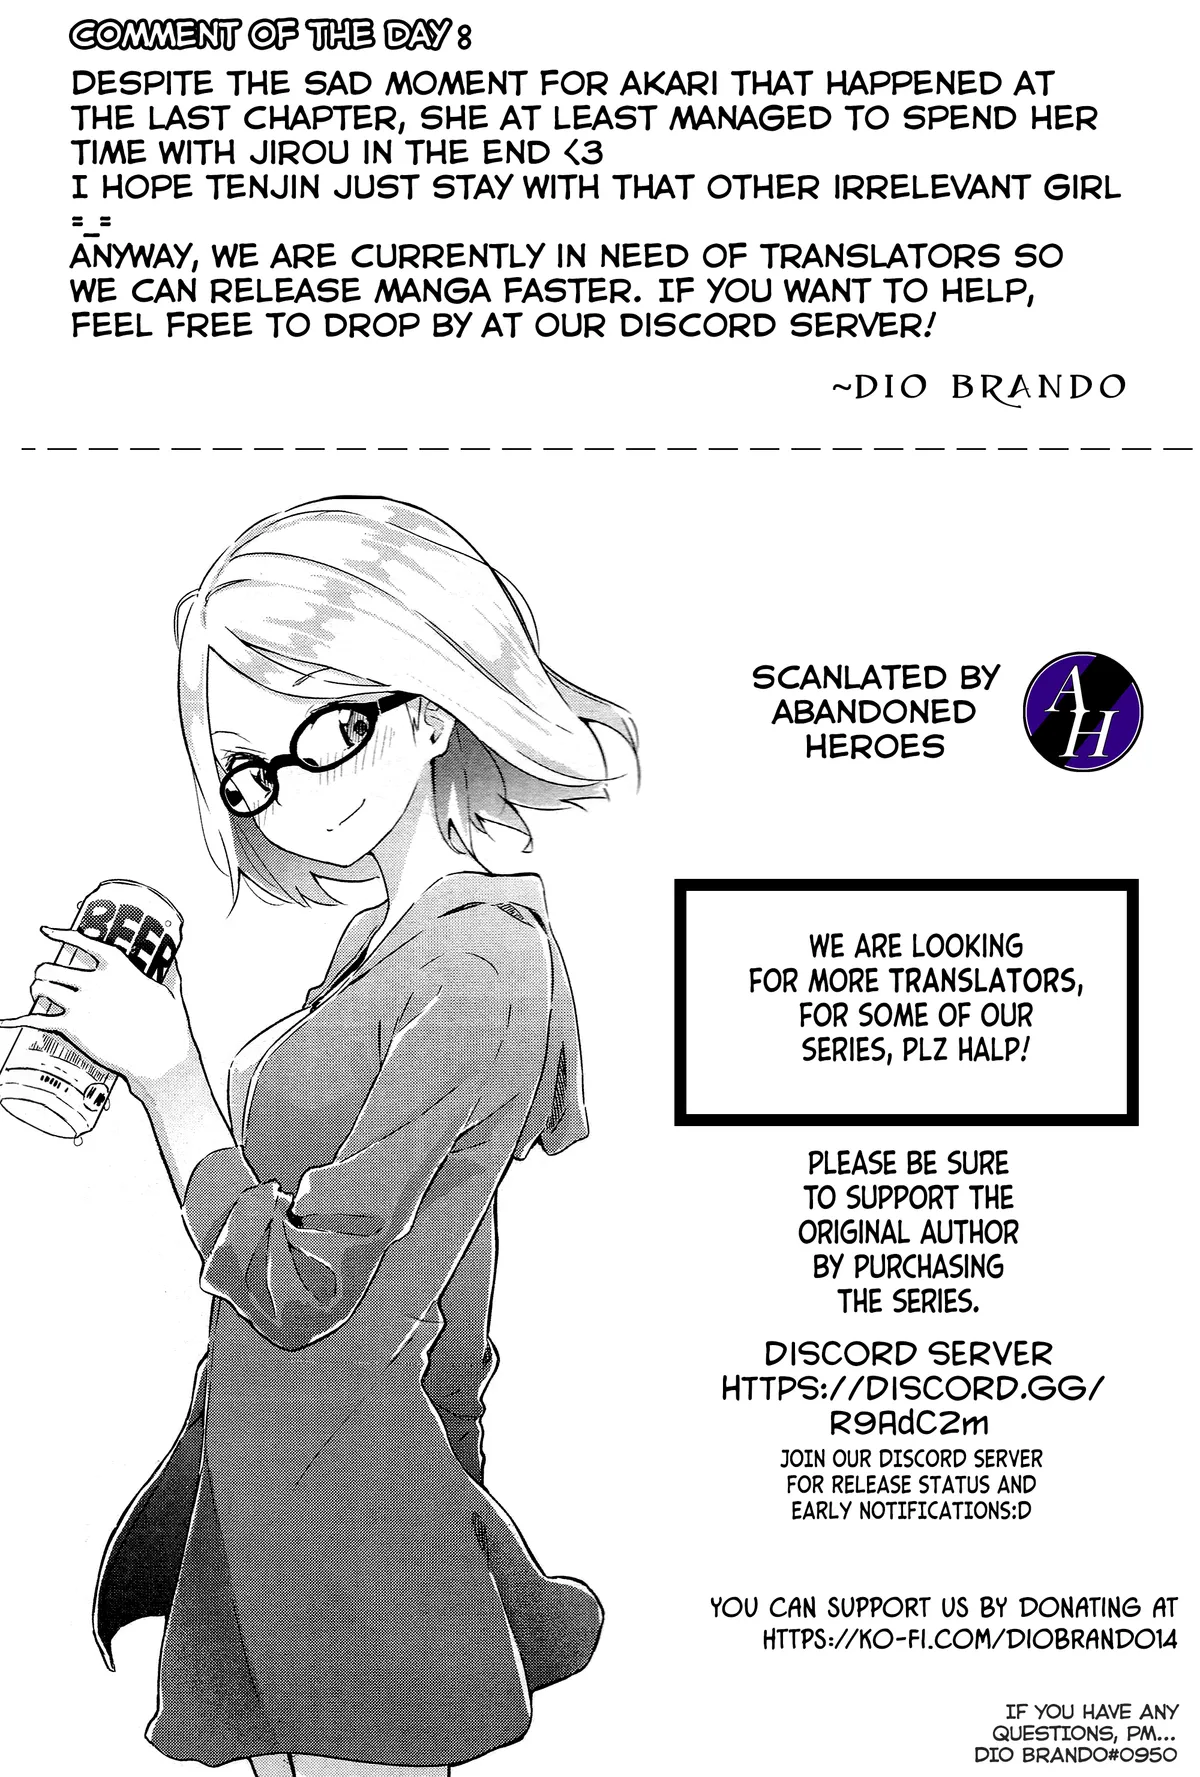 COMMENT OF THE DAY :
DESPITE THE SAD MOMENT FOR AKARI THAT HAPPENED AT
THE LAST CHAPTER, SHE AT LEAST MANAGED TO SPEND HER
TIME WITH JIROU IN THE END <3
I HOPE TENJIN JUST STAY WITH THAT OTHER IRRELEVANT GIRL
=_=
ANYWAY, WE ARE CURRENTLY IN NEED OF TRANSLATORS SO
WE CAN RELEASE MANGA FASTER. IF YOU WANT TO HELP,
FEEL FREE TO DROP BY AT OUR DISCORD SERVER!
~DIO BRANDO
SCANLATED BY
ABANDONED
HEROES
AH
BEER
WE ARE LOOKING
FOR MORE TRANSLATORS,
FOR SOME OF OUR
SERIES, PLZ HALP!
PLEASE BE SURE
TO SUPPORT THE
ORIGINAL AUTHOR
BY PURCHASING
THE SERIES.
DISCORD SERVER
HTTPS://DISCORD.GG/
R9AdC2m
JOIN OUR DISCORD SERVER
FOR RELEASE STATUS AND
EARLY NOTIFICATIONS:D
YOU CAN SUPPORT US BY DONATING AT
HTTPS://KO-FI.COM/DIOBRANDO14
IF YOU HAVE ANY
QUESTIONS, PM...
DIO BRANDO#0950